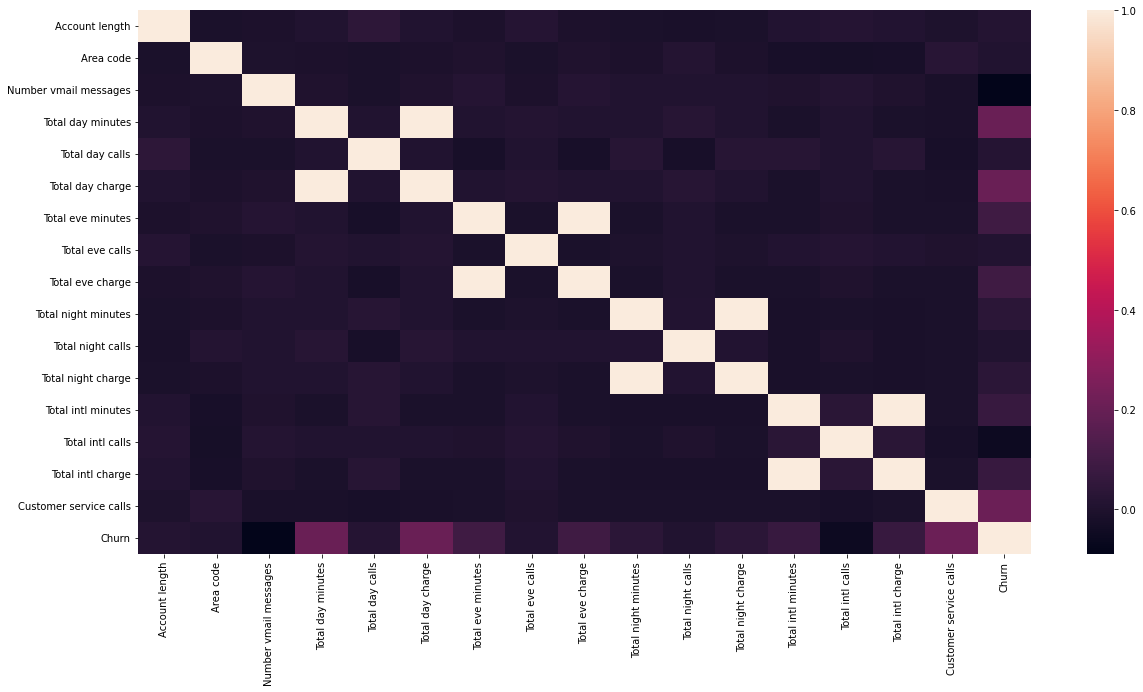 Account length
Area code
Number vmail messages
Total day minutes
Total day calls
Total day charge
Total eve minutes
Total eve calls
Total eve charge
Total night minutes
Total night calls
Total night charge
Total intl minutes
Total intl calls
Total intl charge
Customer service calls
Churn
Account length
Area code
Number vmail messages
Total day minutes
Total day calls
Total day charge
Total eve minutes
Total eve calls
Total eve charge
Total night minutes
Total night calls
Total night charge
Total intl minutes
Total intl calls
Total intl charge
Customer service calls
Churn
1.0
0.8
0.6
0.4
0.2
0.0